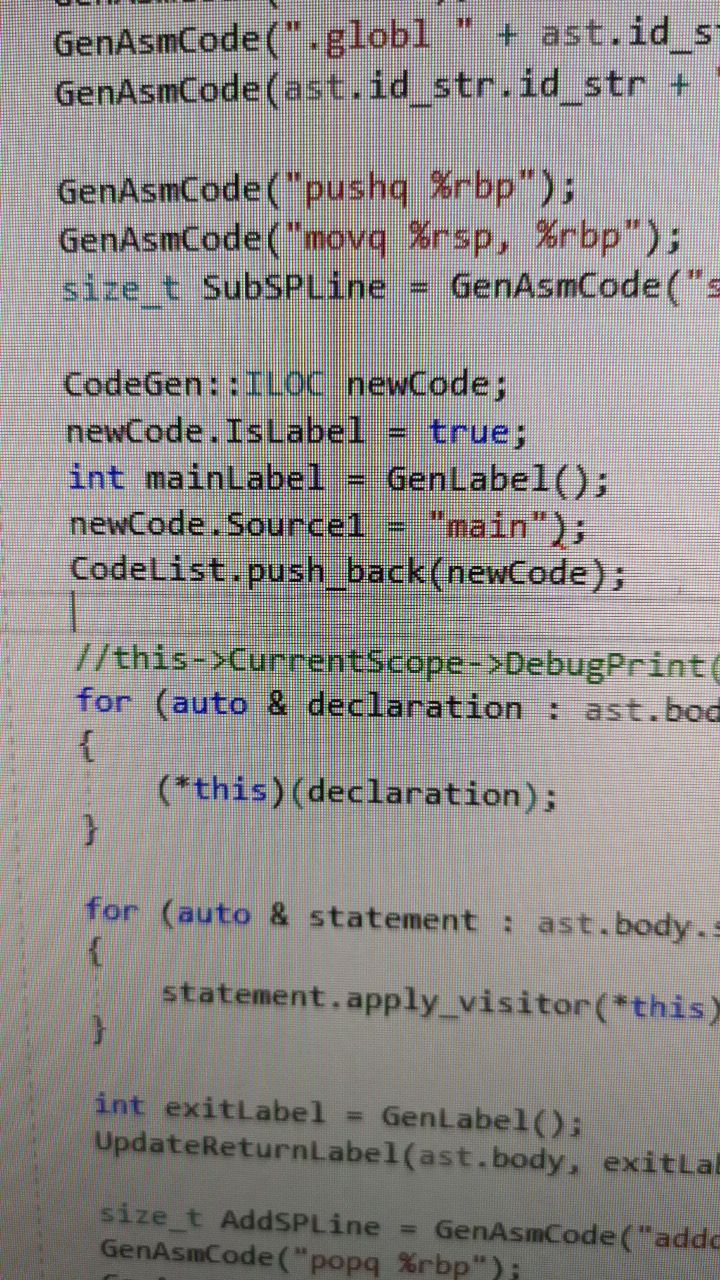 GenAsmCode(".globl " + ast.id_s
GenAsmCode(ast.id_str.id_str +
GenAsmCode("pushq %rbp");
GenAsmCode("movq %rsp, %rbp");
size_t SubSPLine = GenAsmCode("s
CodeGen::ILOC newCode;
newCode.IsLabel = true;
int mainLabel = GenLabel();
newCode.Source1 = "main");
CodeList.push_back(newCode);
//this->CurrentScope->DebugPrint(
for (auto & declaration : ast.bod
{
(*this)(declaration);
}
for (auto & statement : ast.body.s
{
statement.apply_visitor(*this)
}
int exitLabel = GenLabel();
UpdateReturnLabel(ast.body, exitLab
size_t AddSPLine = GenAsmCode("addq
GenAsmCode("popq %rbp");